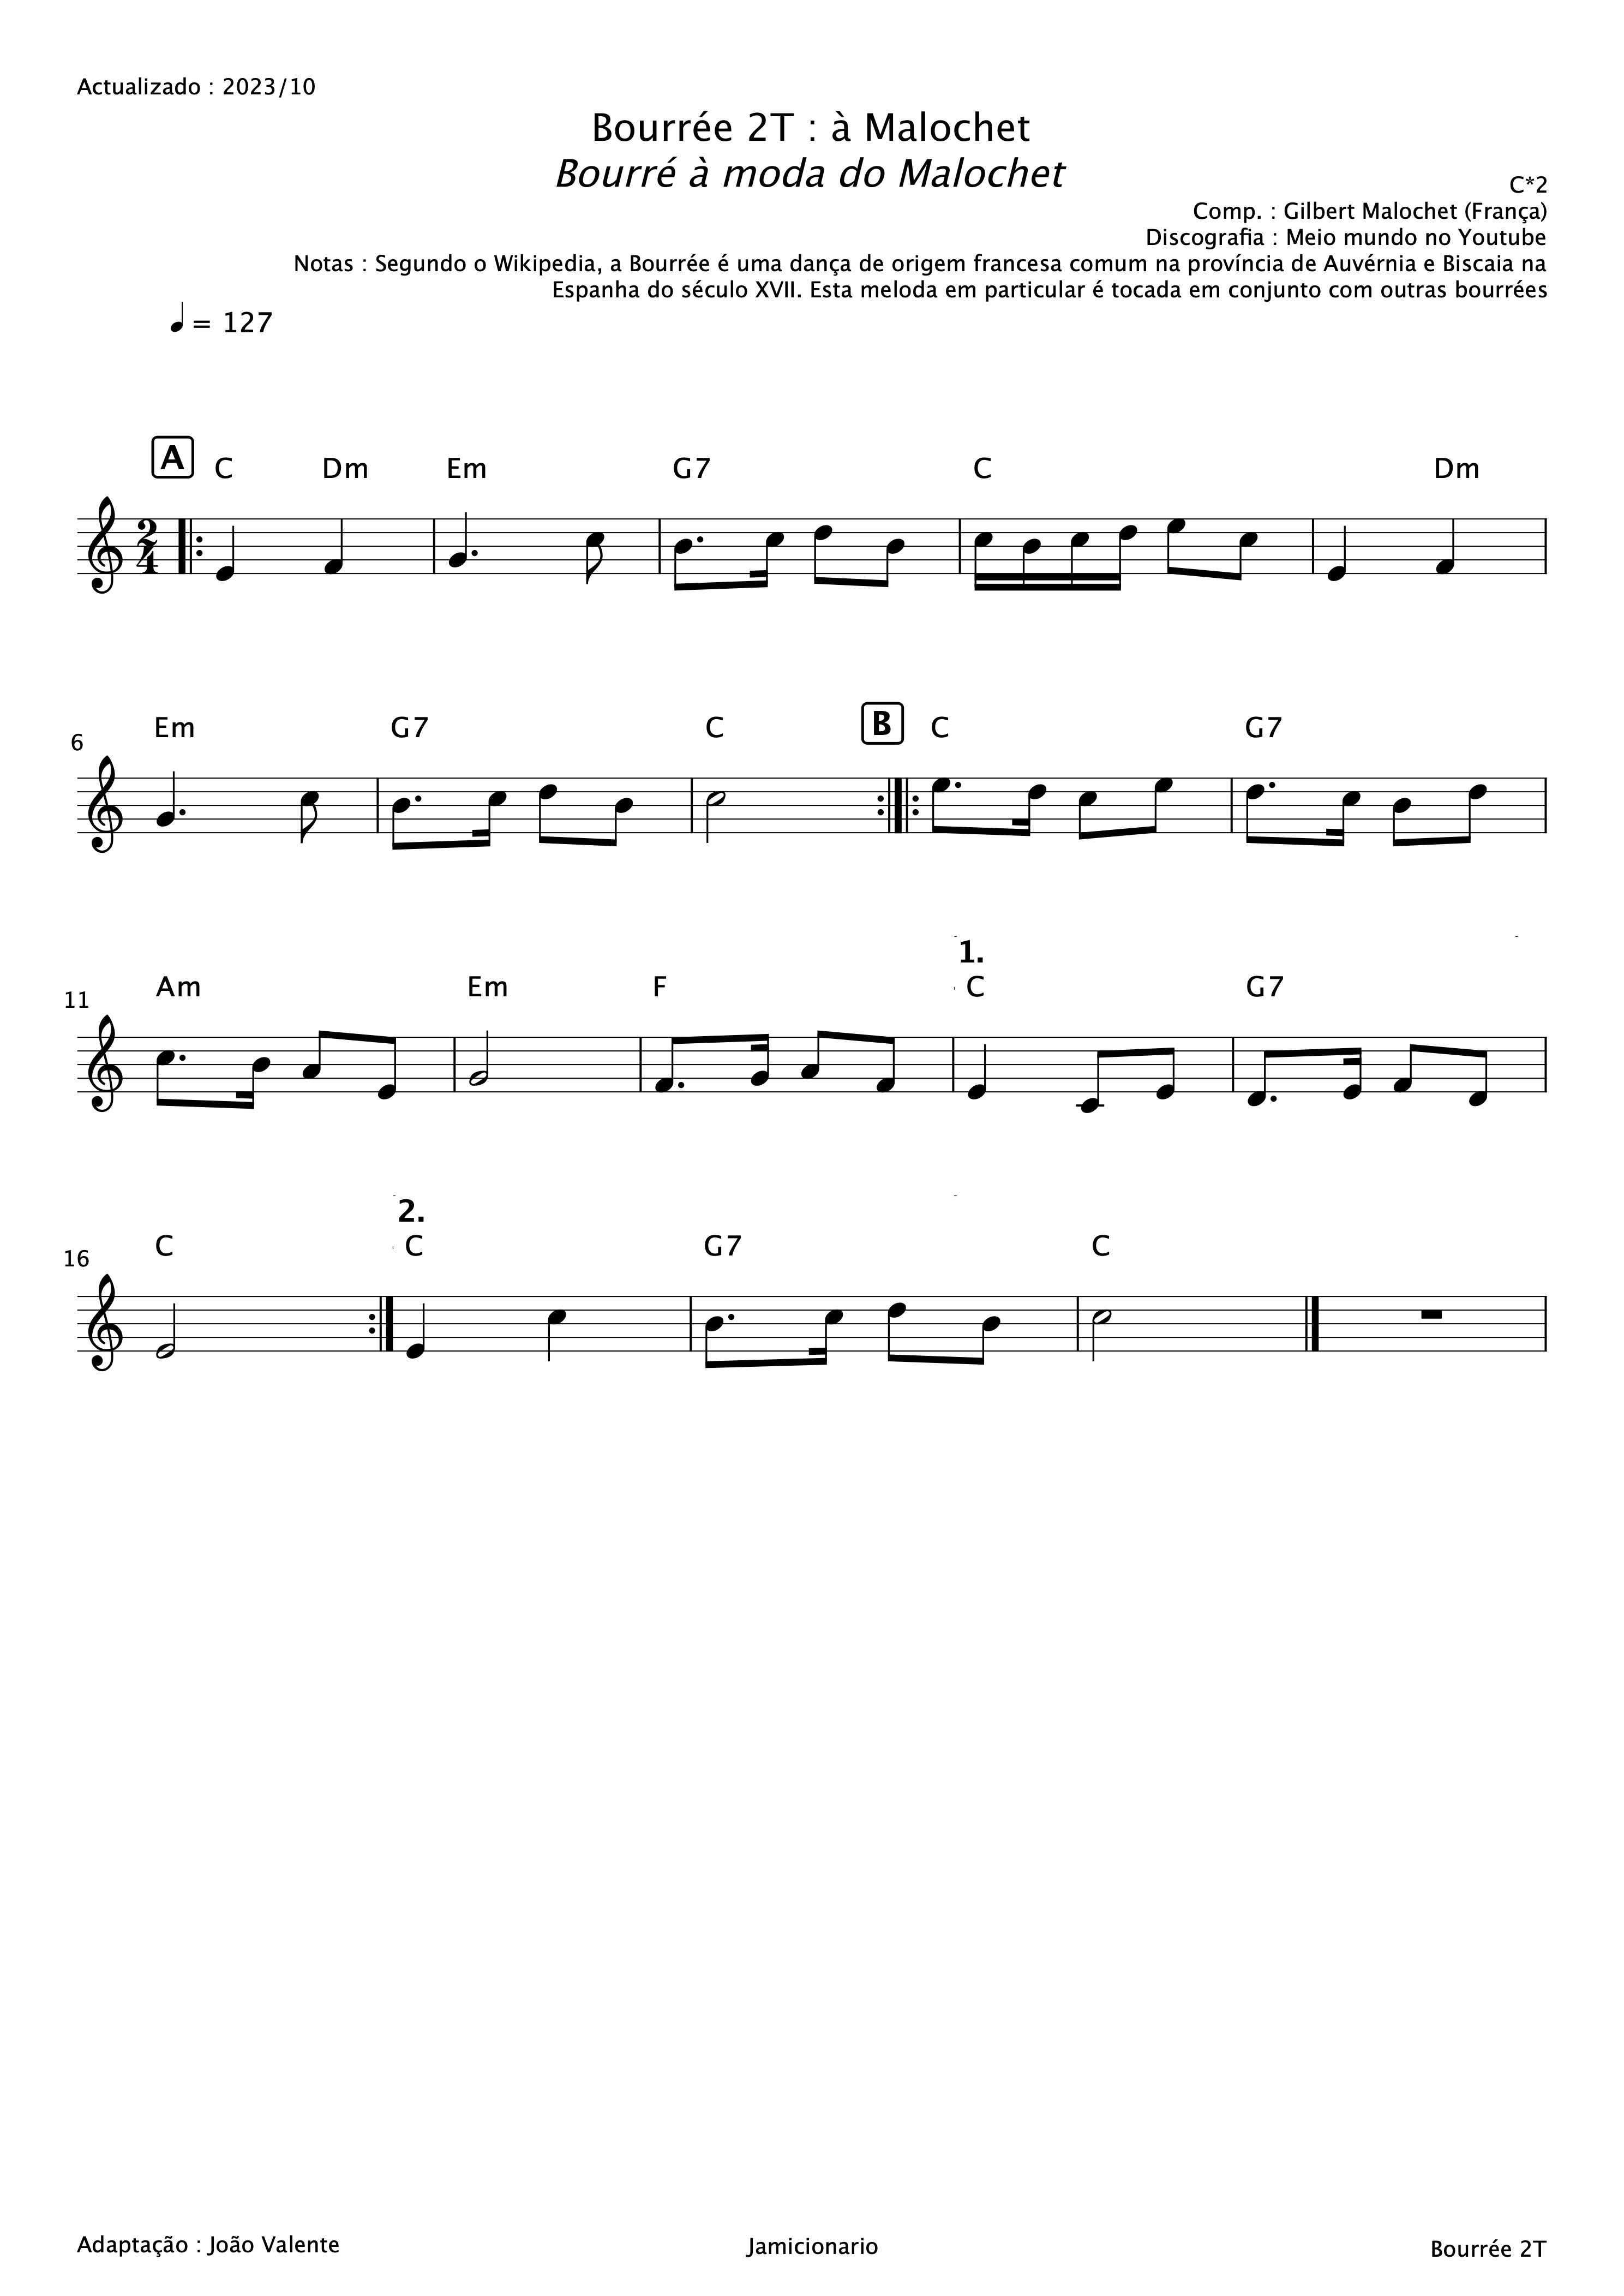 Actualizado : 2023/10
Bourrée 2T : à Malochet
Bourré à moda do Malochet
C*2
Comp. : Gilbert Malochet (França)
Discografia : Meio mundo no Youtube
Notas : Segundo o Wikipedia, a Bourrée é uma dança de origem francesa comum na província de Auvérnia e Biscaia na
Espanha do século XVII. Esta meloda em particular é tocada em conjunto com outras bourrées
= 127
A C Dm Em G7 C Dm
2
4
Em G7 C B C G7
6
1.
Am Em F C G7
11
2.
C C G7 C
16
Adaptação : João Valente
Jamicionario
Bourrée 2T